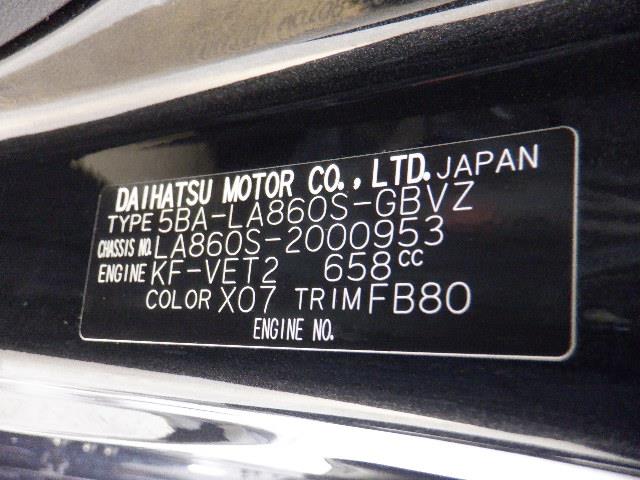 DAIHATSU MOTOR CO., LTD. JAPAN
TYPE 5BA-LA860S-GBVZ
CHASSIS NO. LA860S-2000953
ENGINE KF-VET2 658cc
COLOR X07 TRIM FB80
ENGINE NO.